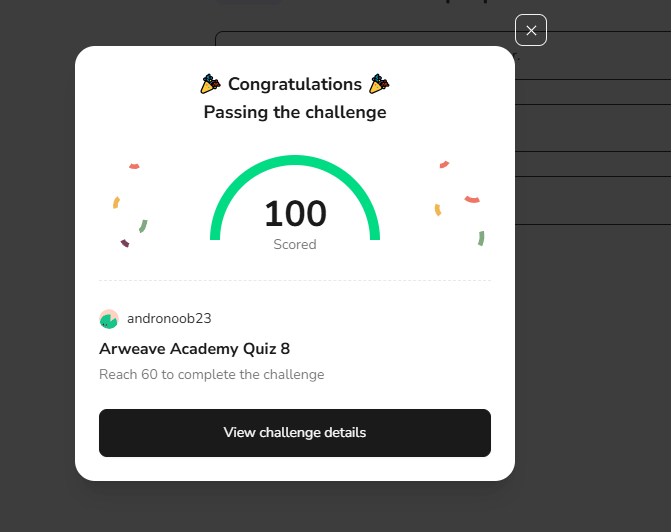 Congratulations
Passing the challenge
100
Scored
andronoob23
Arweave Academy Quiz 8
Reach 60 to complete the challenge
View challenge details